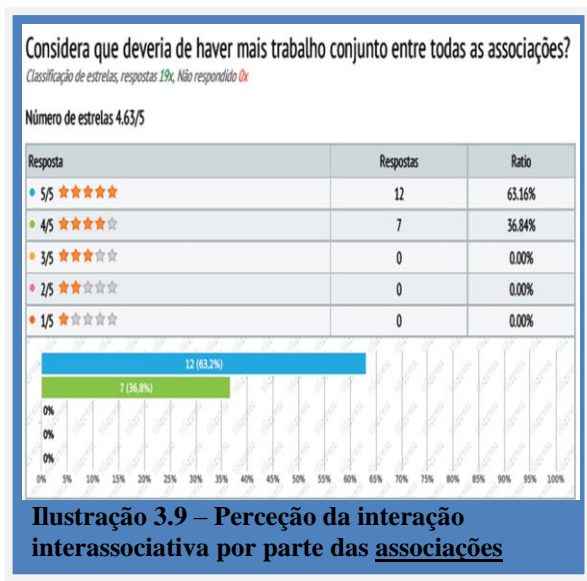 Considera que deveria de haver mais trabalho conjunto entre todas as associações?
Classificação de estrelas, respostas 19x, Não respondido 0x
Número de estrelas 4.63/5
Resposta Respostas Ratio
5/5 12 63.16%
4/5 7 36.84%
3/5 0 0.00%
2/5 0 0.00%
1/5 0 0.00%
12 (63,2%)
7 (36,8%)
0%
0%
0%
0% 5% 10% 15% 20% 25% 30% 35% 40% 45% 50% 55% 60% 65% 70% 75% 80% 85% 90% 95% 100%
Ilustração 3.9 – Perceção da interação
interassociativa por parte das associações